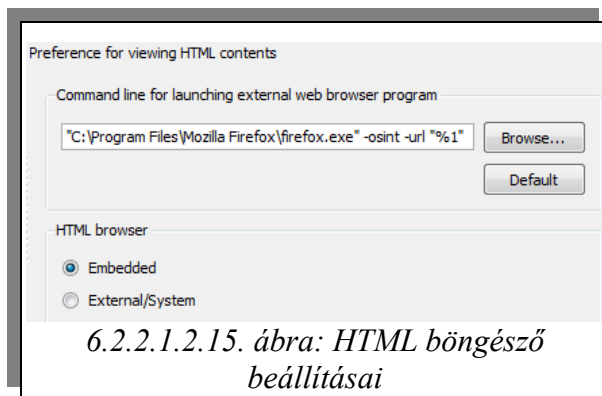 Preference for viewing HTML contents
Command line for launching external web browser program
"C:\Program Files\Mozilla Firefox\firefox.exe" -osint -url "%1"
Browse...
Default
HTML browser
Embedded
External/System
6.2.2.1.2.15. ábra: HTML böngésző
beállításai